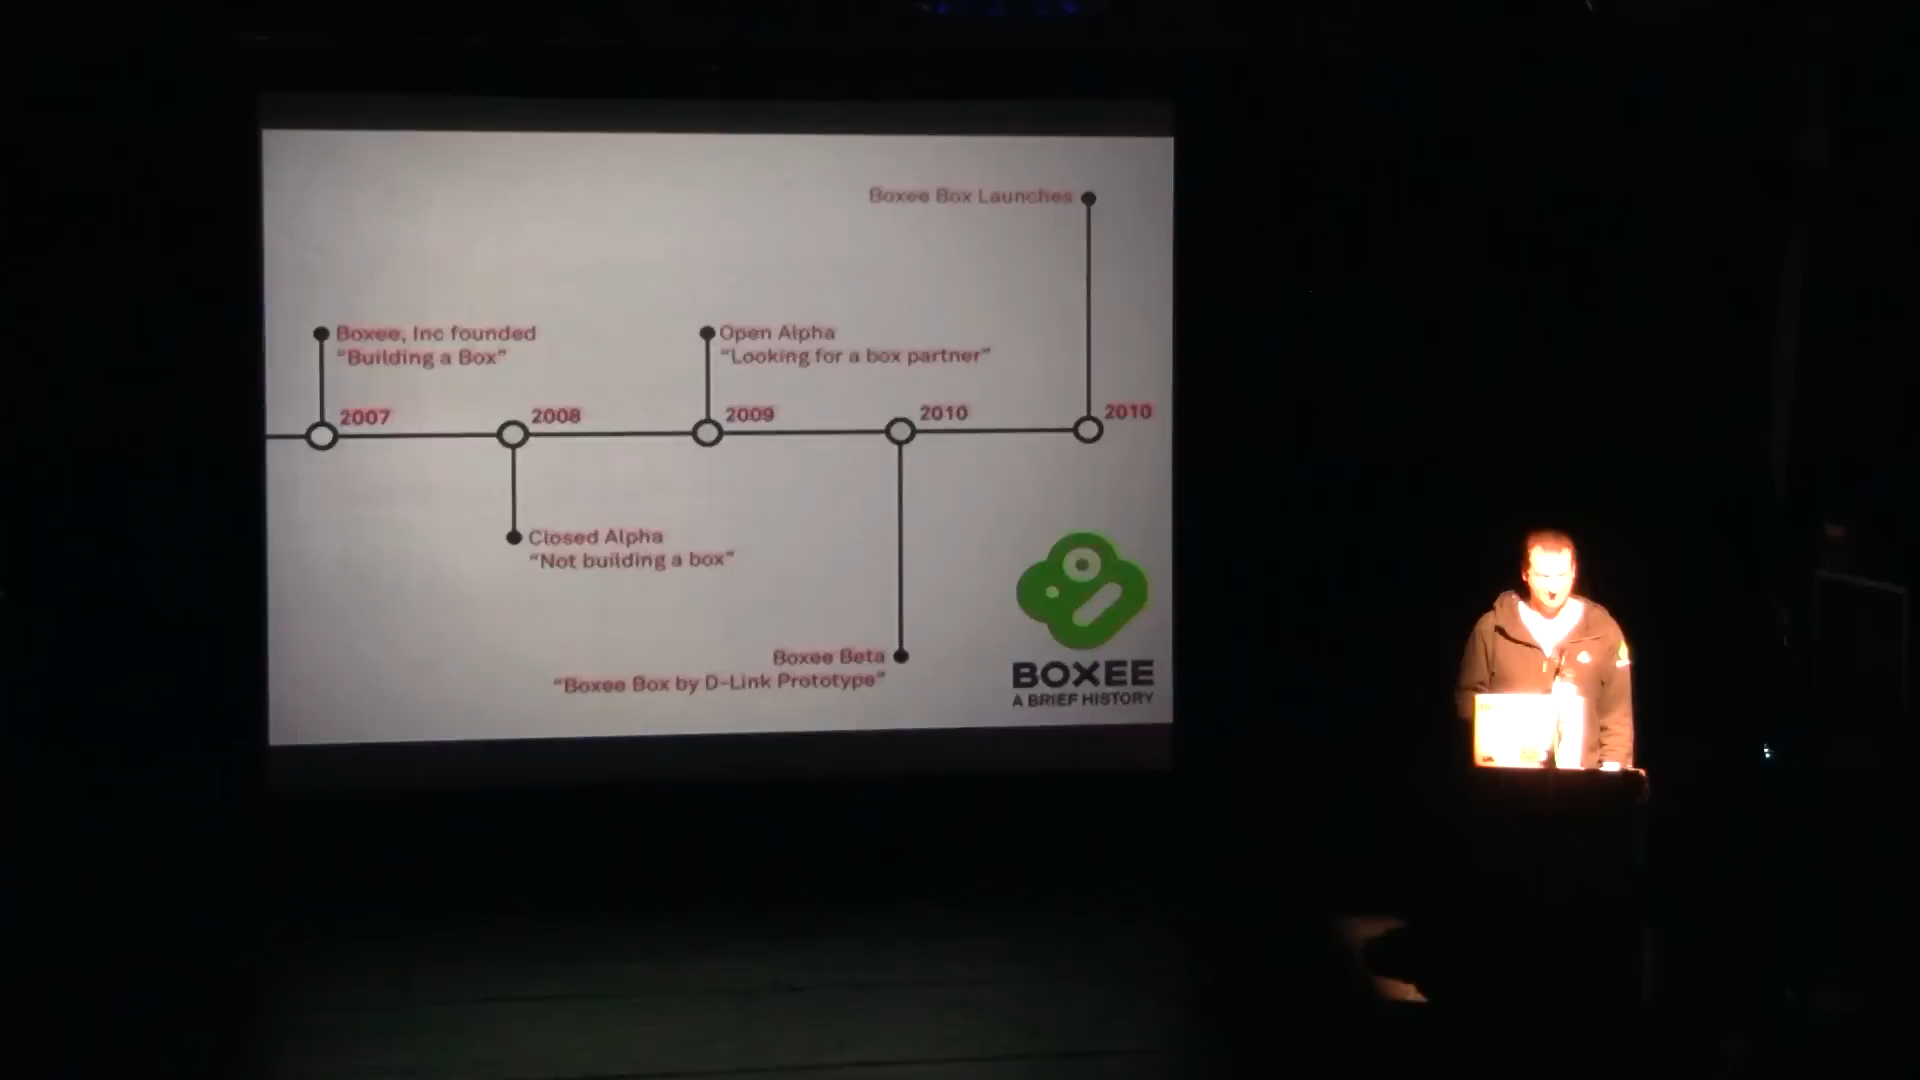 Boxee Box Launches
Boxee, Inc founded
"Building a Box"
Open Alpha
"Looking for a box partner"
2007
2008
2009
2010
2010
Closed Alpha
"Not building a box"
Boxee Beta
"Boxee Box by D-Link Prototype"
BOXEE
A BRIEF HISTORY